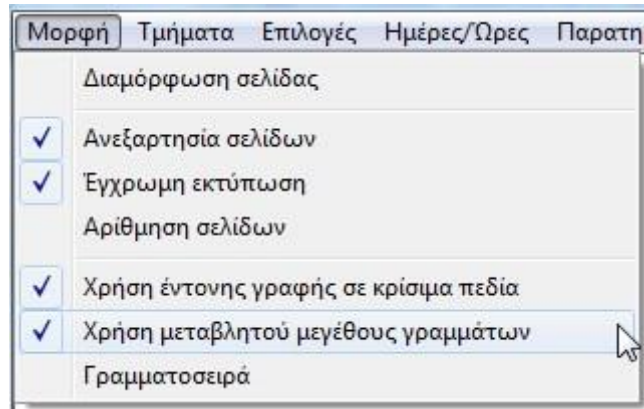 Μορφή Τμήματα Επιλογές Ημέρες/Ώρες Παρατη
Διαμόρφωση σελίδας
Ανεξαρτησία σελίδων
Έγχρωμη εκτύπωση
Αρίθμηση σελίδων
Χρήση έντονης γραφής σε κρίσιμα πεδία
Χρήση μεταβλητού μεγέθους γραμμάτων
Γραμματοσειρά